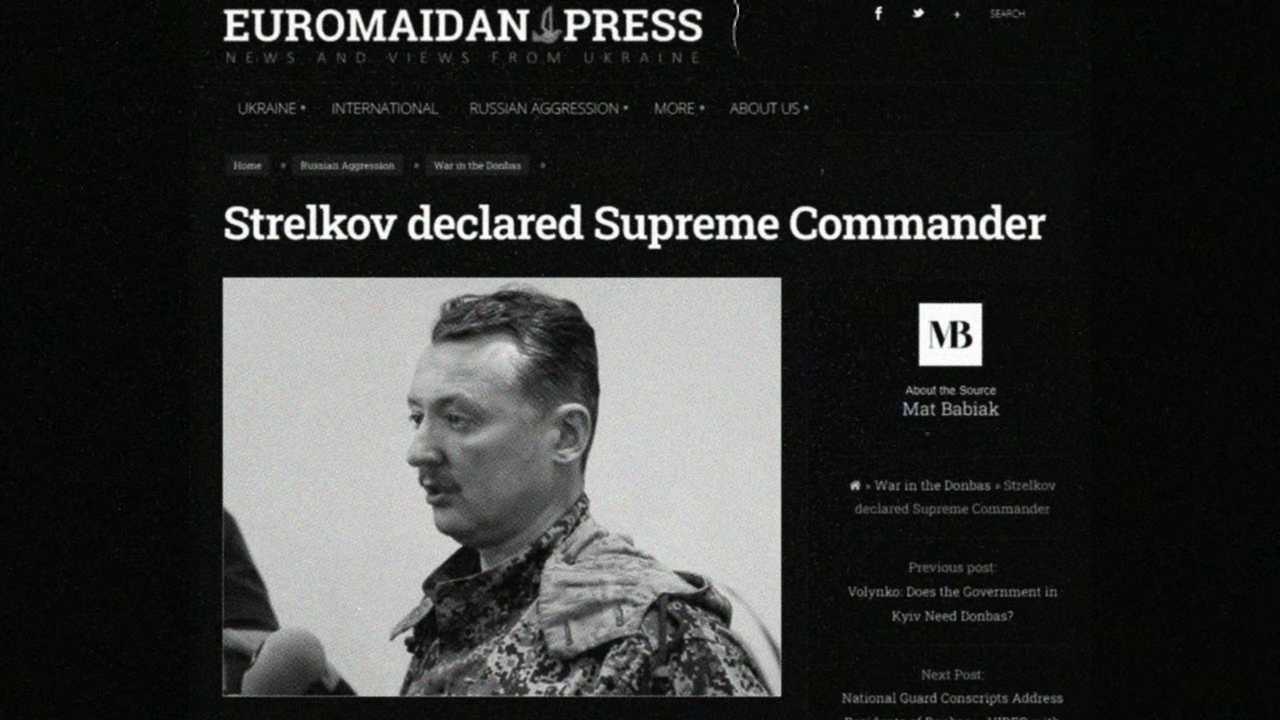 EUROMAIDAN PRESS
NEWS AND VIEWS FROM UKRAINE
SEARCH
UKRAINE
INTERNATIONAL
RUSSIAN AGGRESSION
MORE
ABOUT US
Home » Russian Aggression » War in the Donbas »
Strelkov declared Supreme Commander
MB
About the Source
Mat Babiak
» War in the Donbas » Strelkov
declared Supreme Commander
Previous post:
Volynko: Does the Government in
Kyiv Need Donbas?
Next Post:
National Guard Conscripts Address